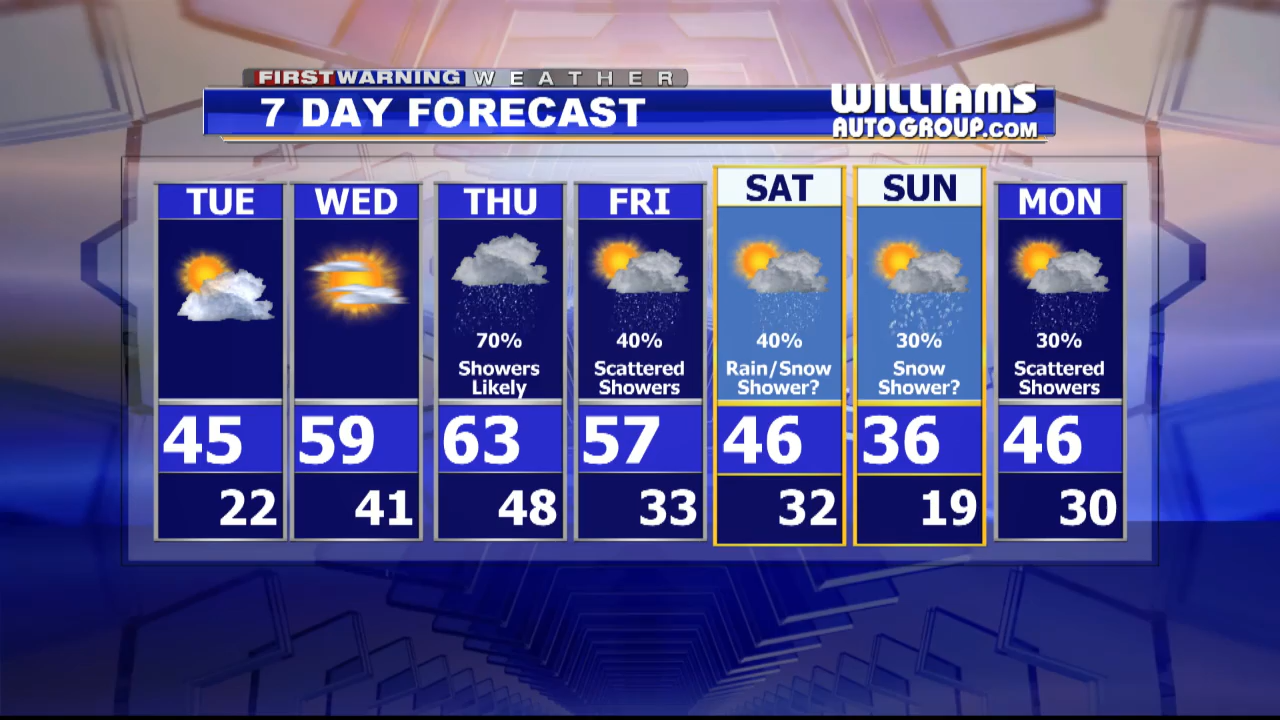 FIRSTWARNING WEATHER
7 DAY FORECAST
WILLIAMS
AUTO GROUP.COM
TUE
45
22
WED
59
41
THU
70%
Showers
Likely
63
48
FRI
40%
Scattered
Showers
57
33
SAT
40%
Rain/Snow
Shower?
46
32
SUN
30%
Snow
Shower?
36
19
MON
30%
Scattered
Showers
46
30